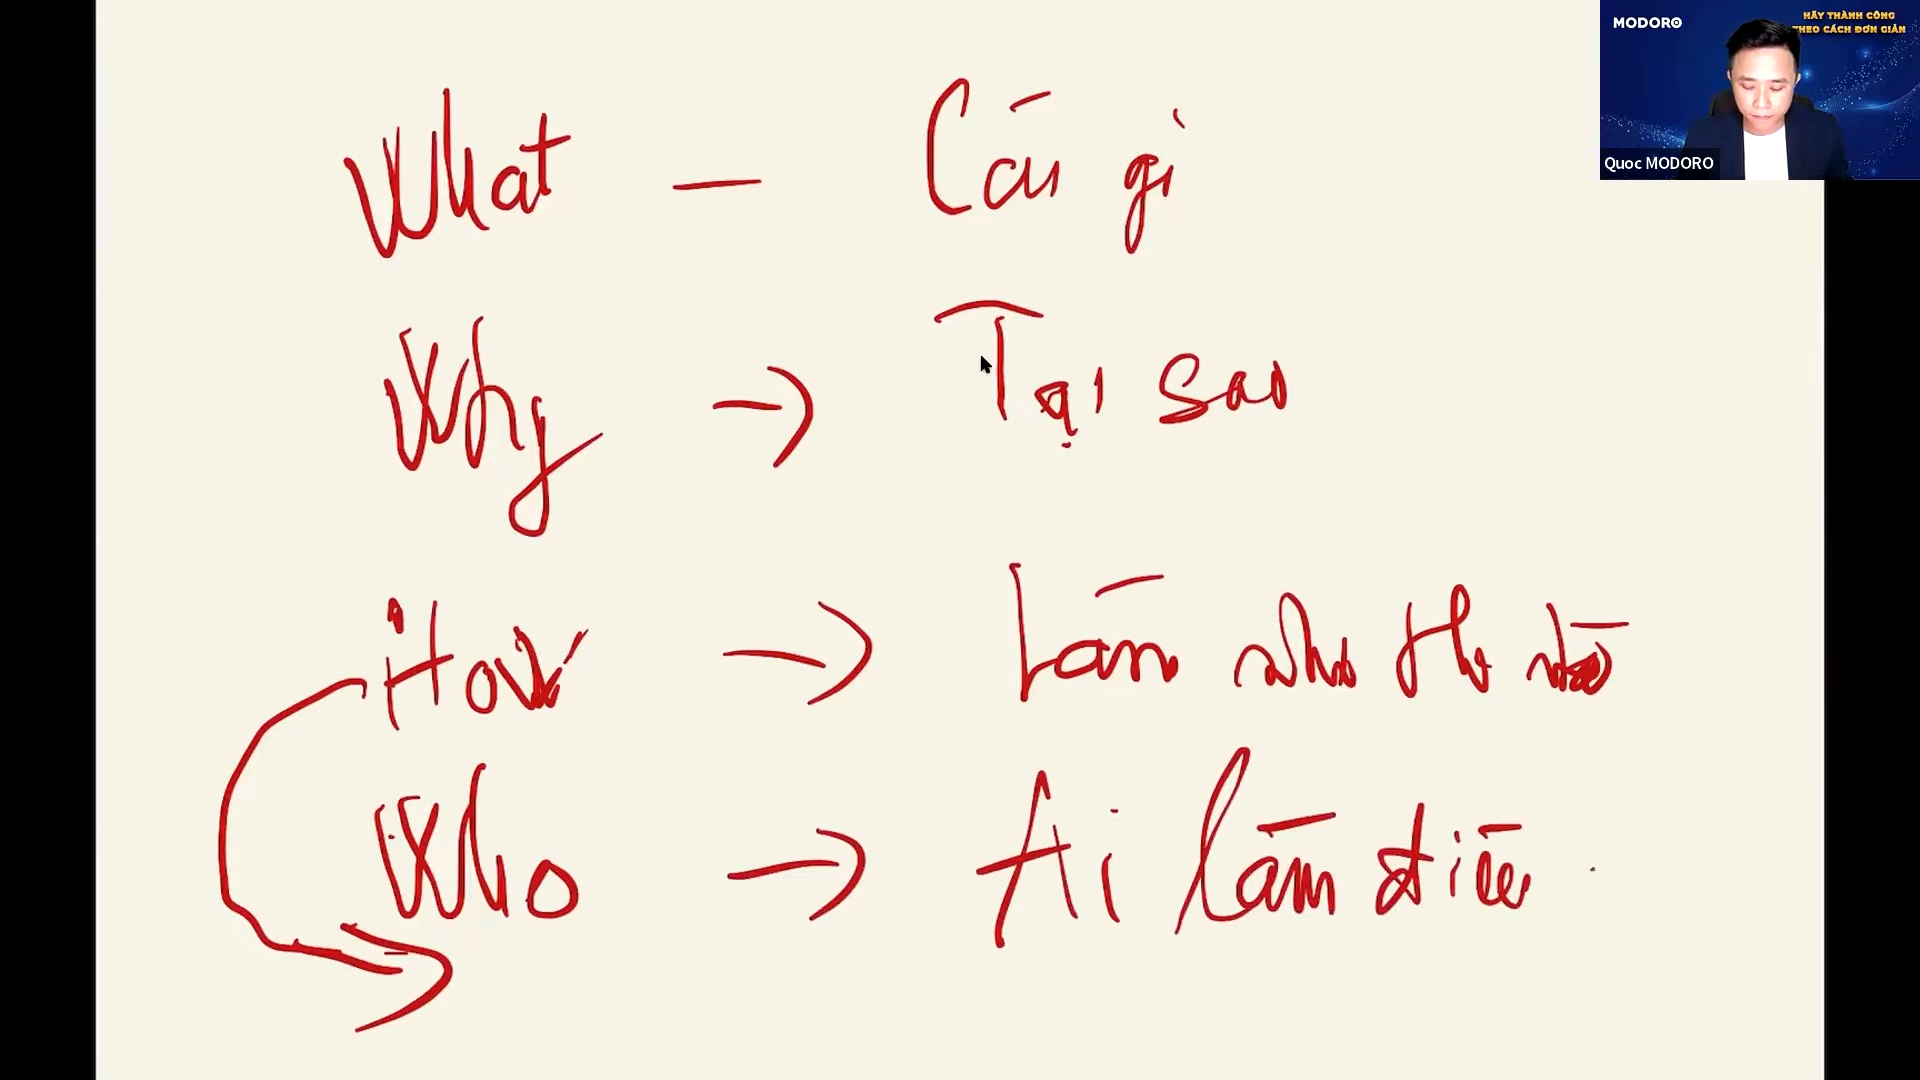 MODORO
HÃY THÀNH CÔNG
THEO CÁCH ĐƠN GIẢN
Quoc MODORO
What - Cái gì
Why → Tại sao
How → Làm như thế nào
Who → Ai làm điều